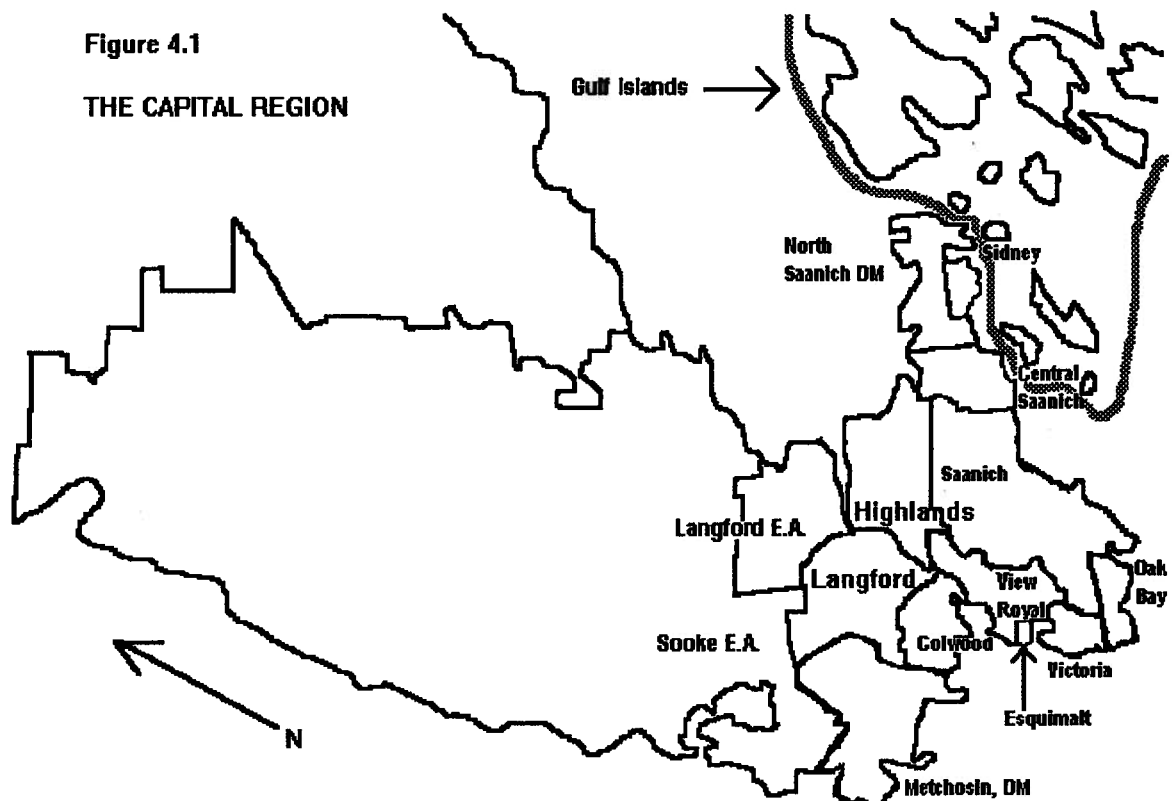 Figure 4.1
THE CAPITAL REGION
Gulf Islands
North
Saanich DM
Sidney
Central
Saanich
Saanich
Highlands
Langford E.A.
Langford
View
Royal
Oak
Bay
Sooke E.A.
Colwood
Victoria
Esquimalt
N
Metchosin, DM